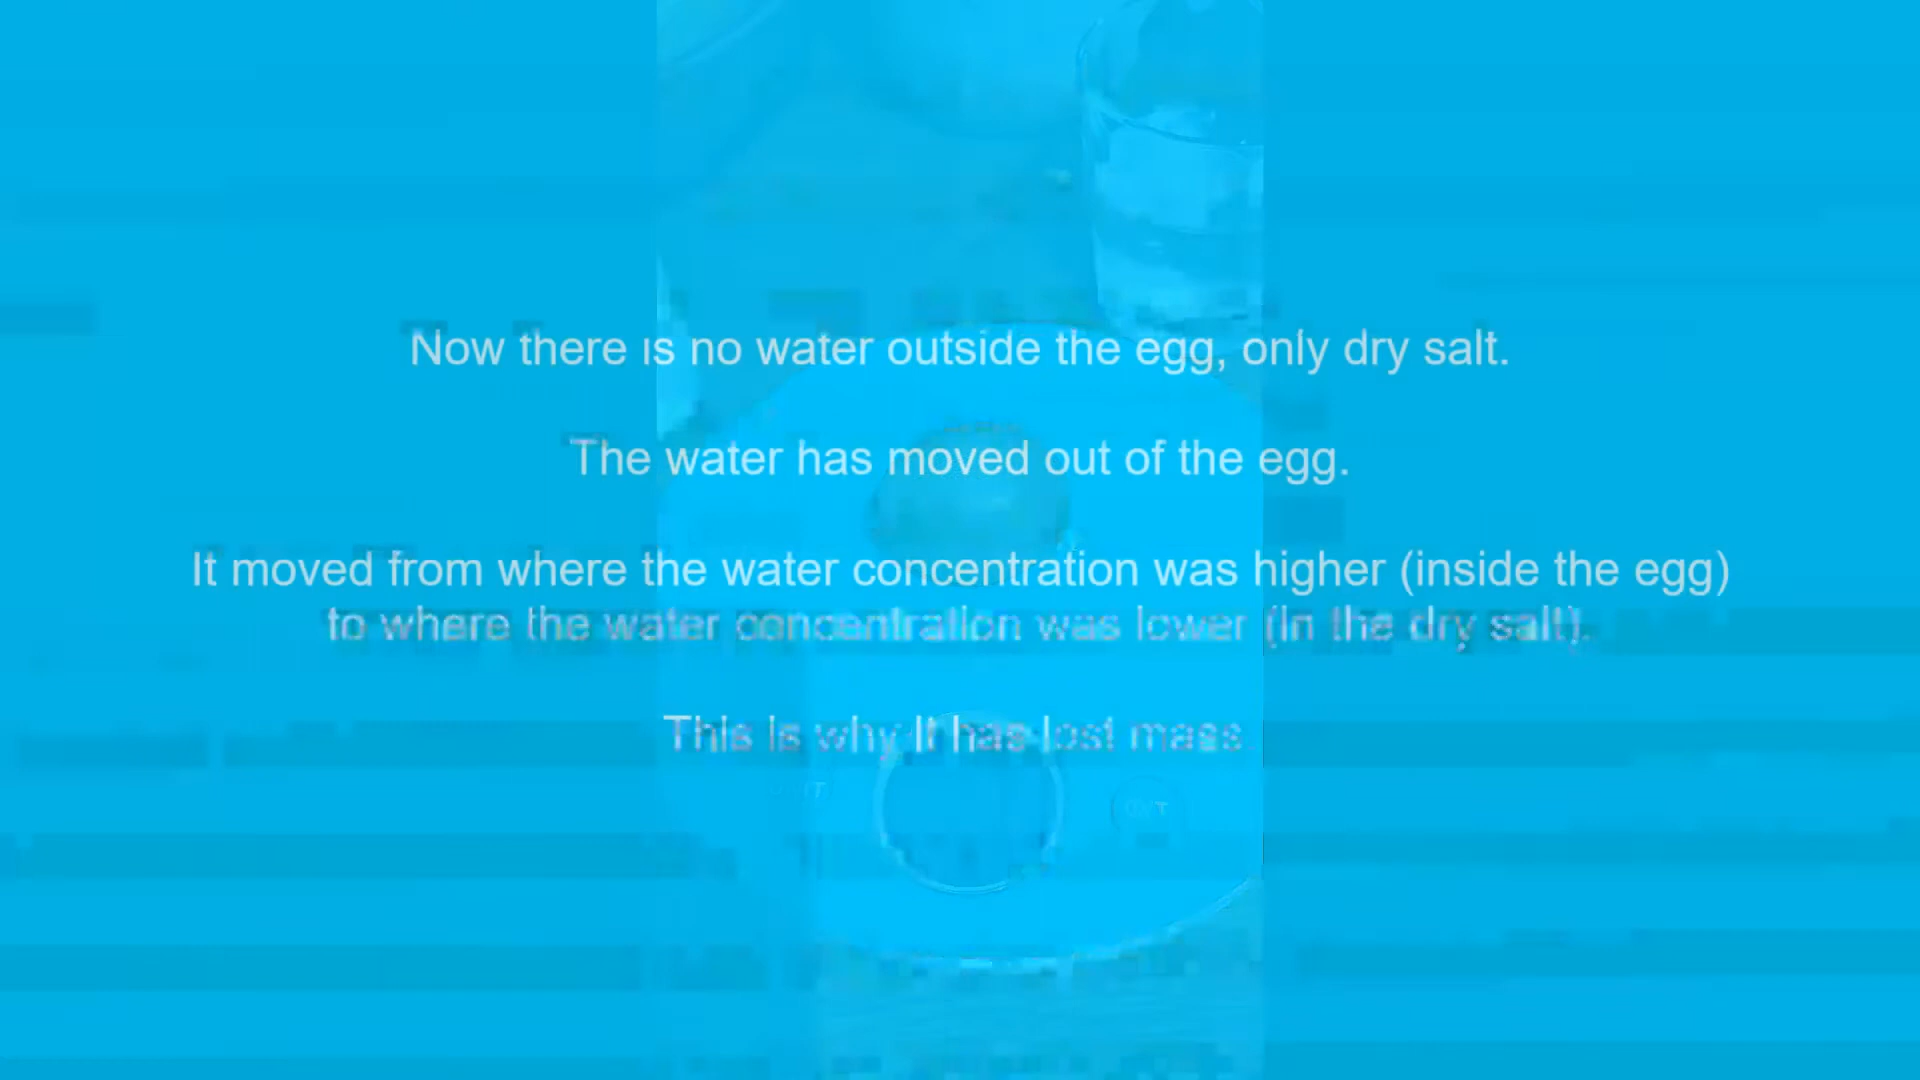 Now there is no water outside the egg, only dry salt.
The water has moved out of the egg.
It moved from where the water concentration was higher (inside the egg)
to where the water concentration was lower (in the dry salt).
This is why it has lost mass.
UNIT